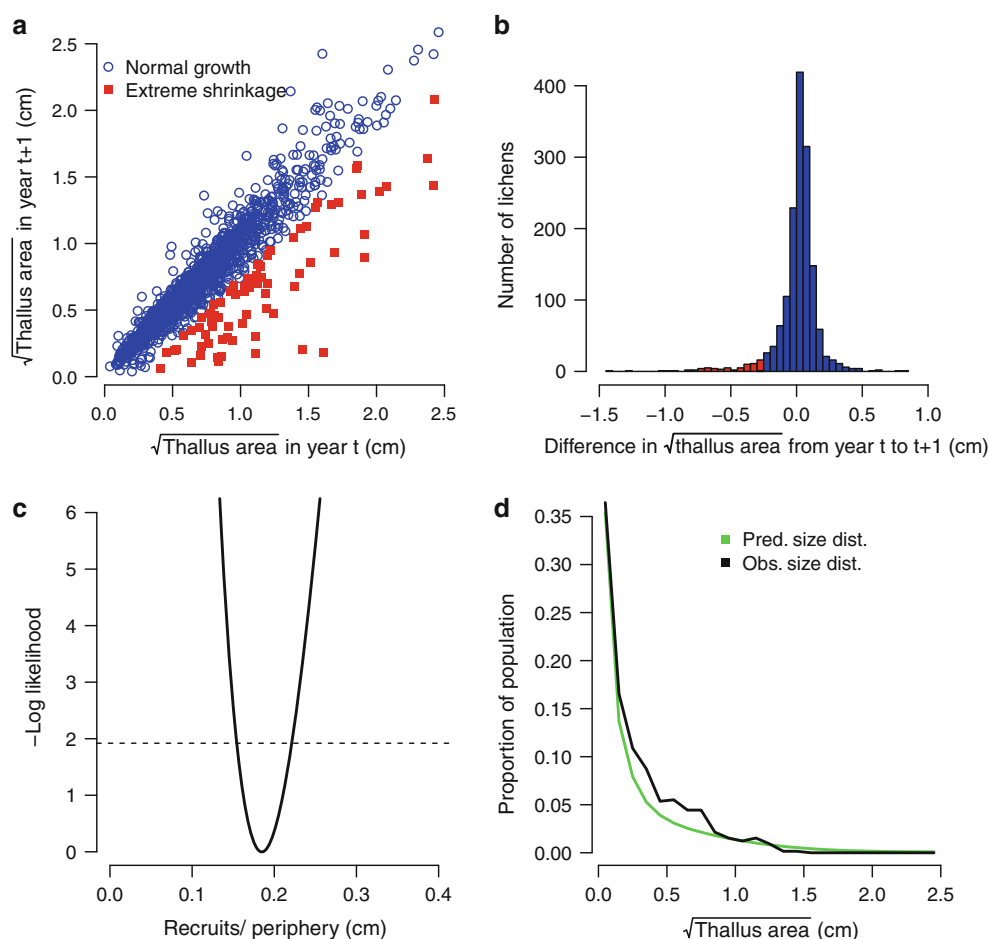 a
2.5
2.0
1.5
1.0
0.5
0.0
√Thallus area in year t+1 (cm)
Normal growth
Extreme shrinkage
0.0 0.5 1.0 1.5 2.0 2.5
√Thallus area in year t (cm)
b
400
300
200
100
0
Number of lichens
−1.5 −1.0 −0.5 0.0 0.5 1.0
Difference in √thallus area from year t to t+1 (cm)
c
6
5
4
3
2
1
0
−Log likelihood
0.0 0.1 0.2 0.3 0.4
Recruits/ periphery (cm)
d
0.35
0.30
0.25
0.20
0.15
0.10
0.05
0.00
Proportion of population
Pred. size dist.
Obs. size dist.
0.0 0.5 1.0 1.5 2.0 2.5
√Thallus area (cm)